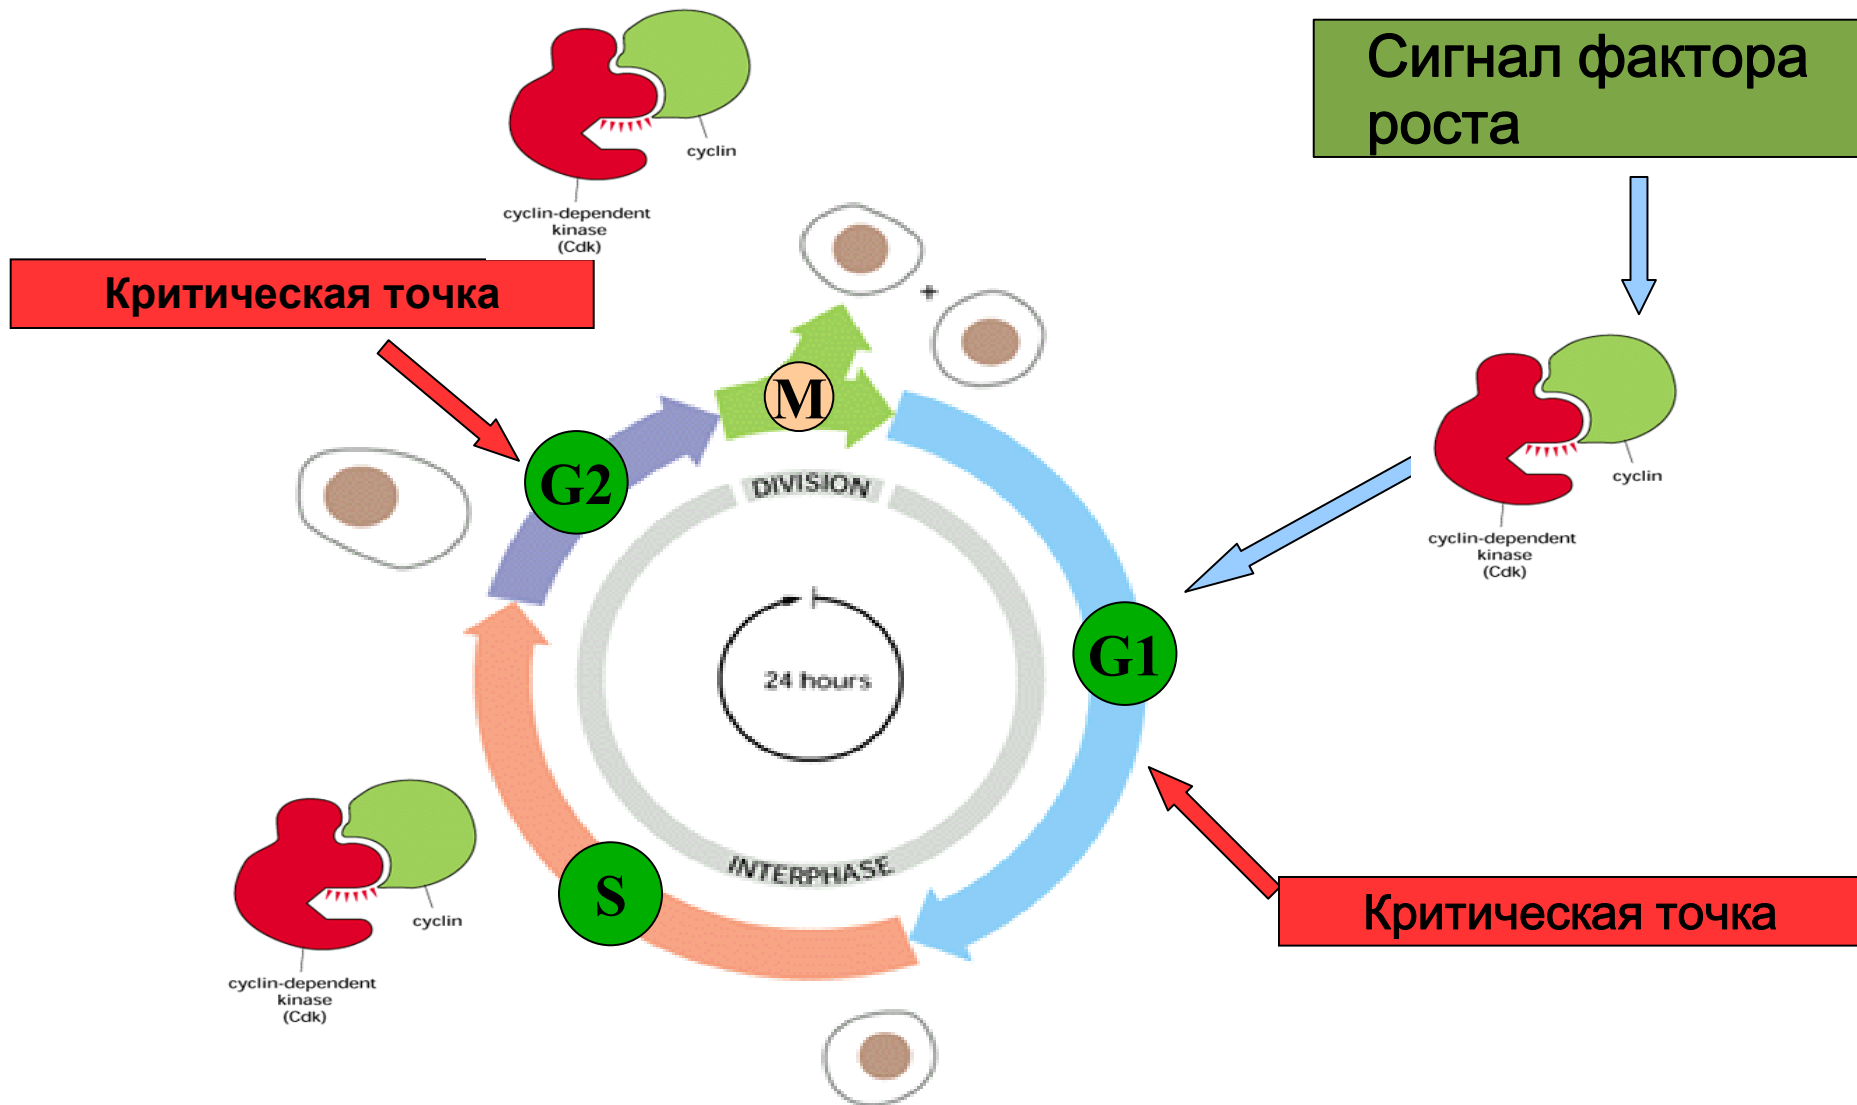 Сигнал фактора
роста
cyclin
cyclin-dependent
kinase
(Cdk)
Критическая точка
+
M
G2
DIVISION
cyclin
cyclin-dependent
kinase
(Cdk)
G1
24 hours
INTERPHASE
S
cyclin
cyclin-dependent
kinase
(Cdk)
Критическая точка